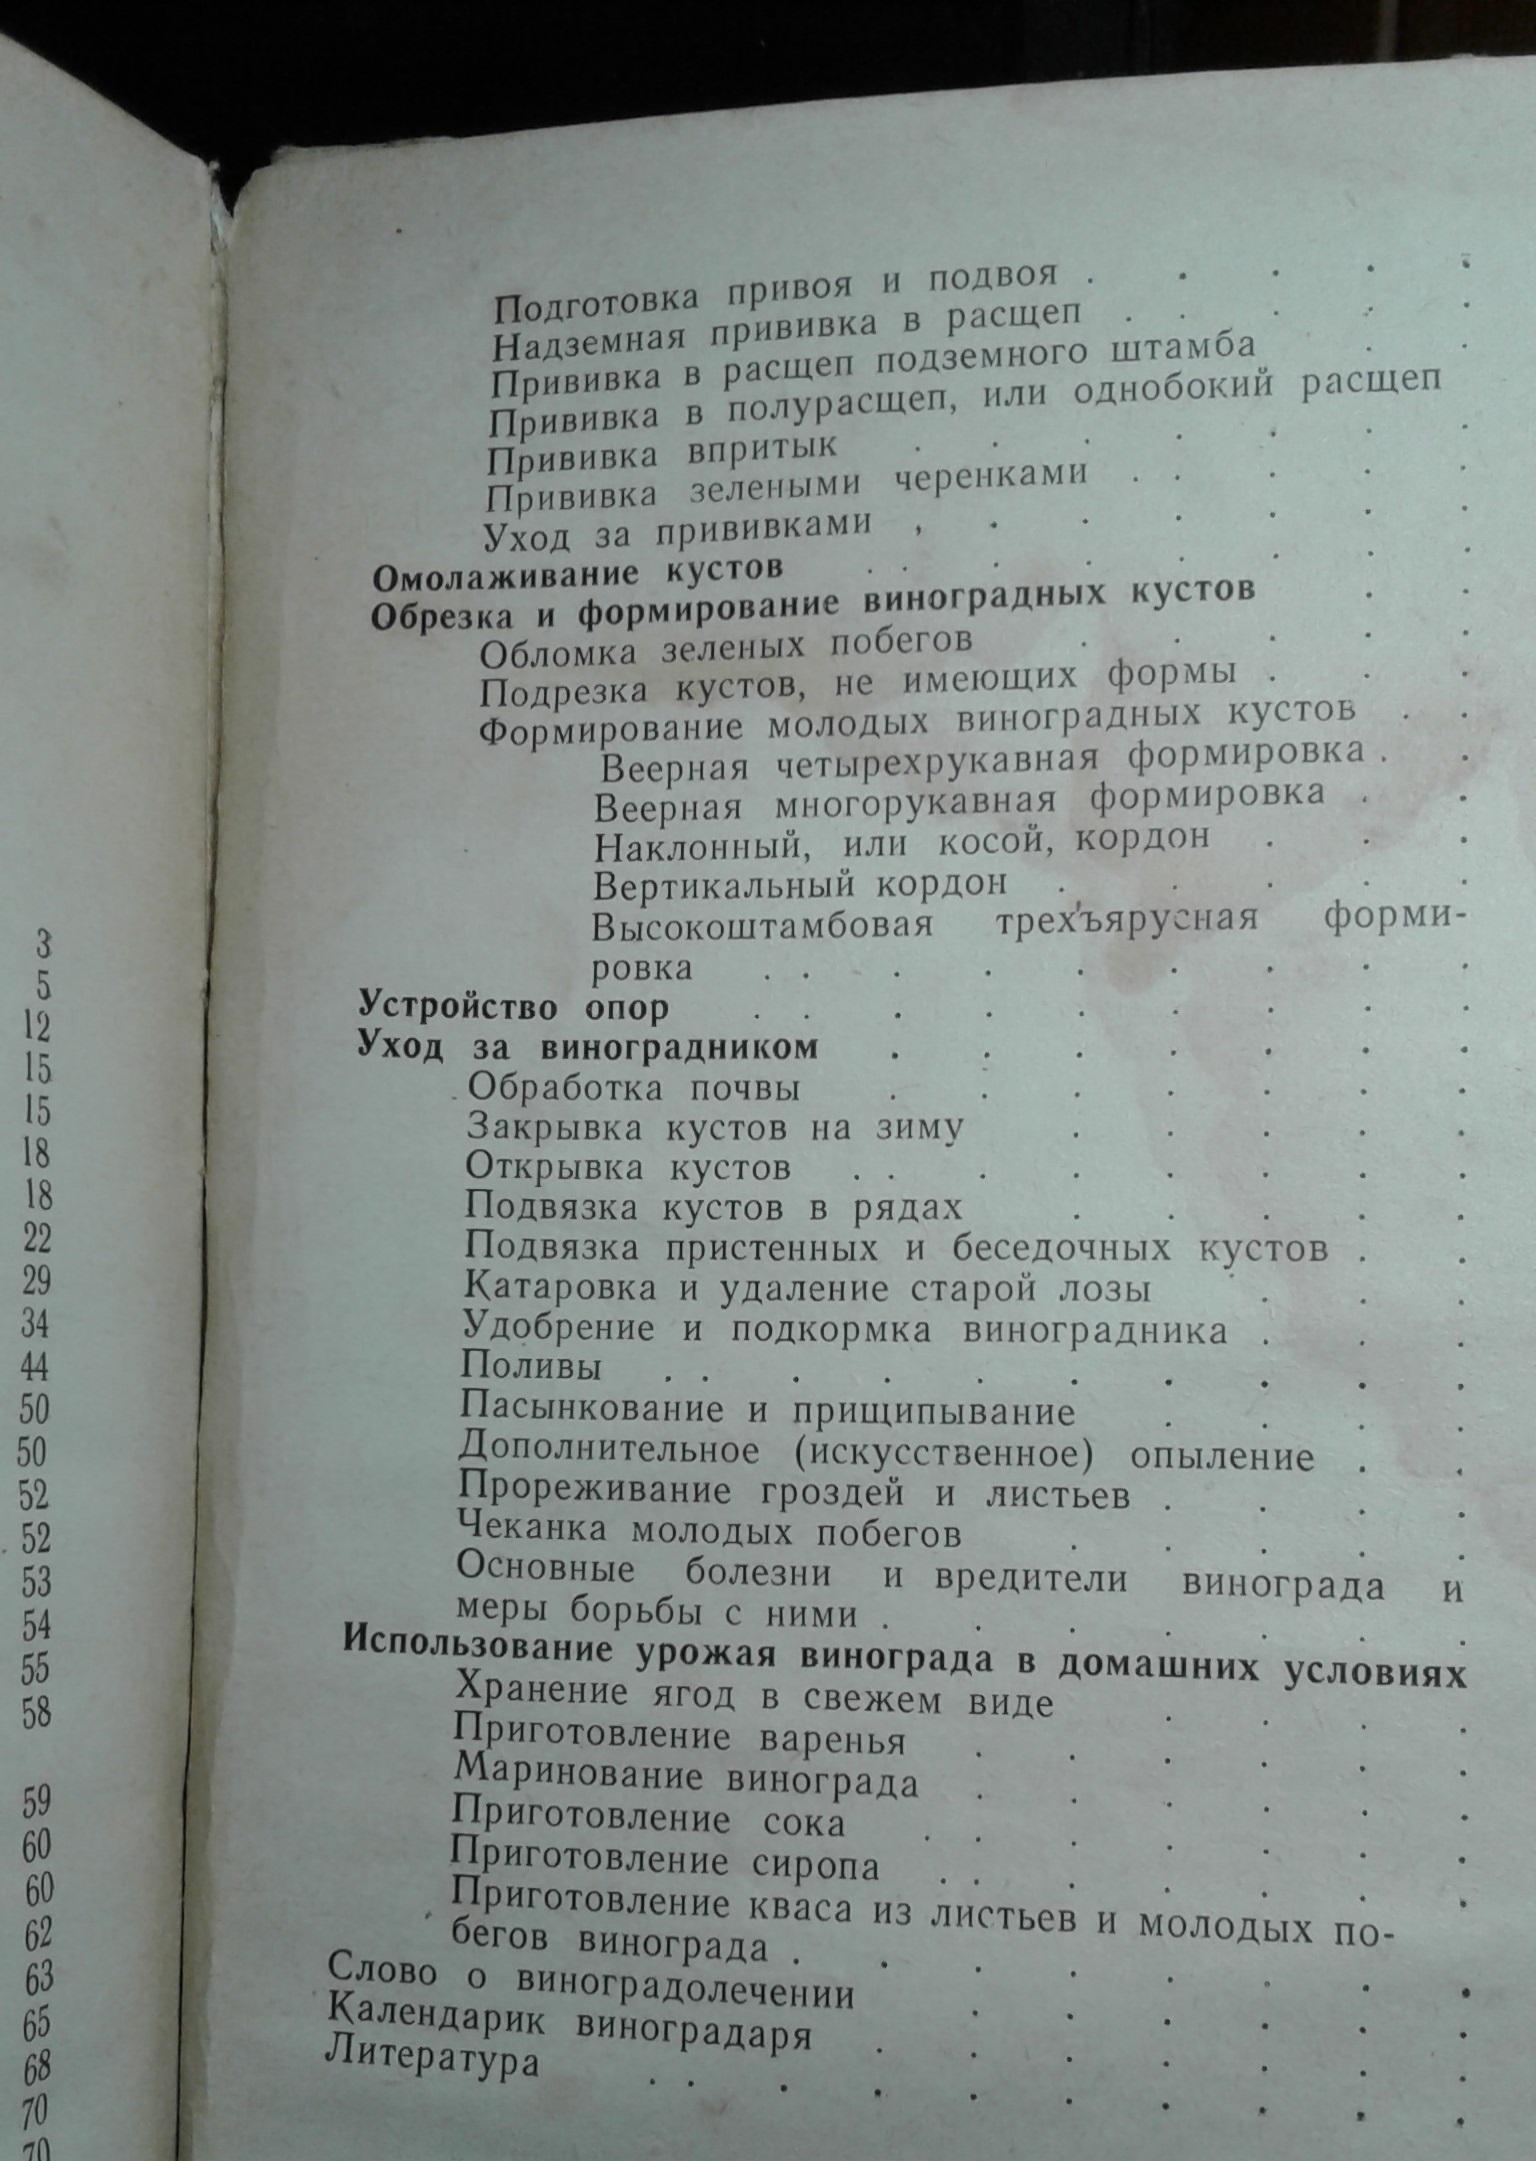 3
5
12
15
15
18
18
22
29
34
44
50
50
52
52
53
54
55
58
59
60
60
62
63
65
68
70
70
Подготовка привоя и подвоя . . . . .
Надземная прививка в расщеп . . . . .
Прививка в расщеп подземного штамба . .
Прививка в полурасщеп, или однобокий расщеп
Прививка впритык . . . . . . .
Прививка зелеными черенками . . . . .
Уход за прививками , . . . . . .
Омолаживание кустов . . . . . . . .
Обрезка и формирование виноградных кустов . .
Обломка зеленых побегов . . . . .
Подрезка кустов, не имеющих формы . . .
Формирование молодых виноградных кустов . .
Веерная четырехрукавная формировка . .
Веерная многорукавная формировка . .
Наклонный, или косой, кордон . . .
Вертикальный кордон . . . . .
Высокоштамбовая трехъярусная форми-
ровка . . . . . . . . .
Устройство опор . . . . . . . . .
Уход за виноградником . . . . . . .
Обработка почвы . . . . . . .
Закрывка кустов на зиму . . . . .
Открывка кустов . . . . . . . .
Подвязка кустов в рядах . . . . .
Подвязка пристенных и беседочных кустов . .
Катаровка и удаление старой лозы . . .
Удобрение и подкормка виноградника . . .
Поливы . . . . . . . . . .
Пасынкование и прищипывание . . . .
Дополнительное (искусственное) опыление . .
Прореживание гроздей и листьев . . . .
Чеканка молодых побегов . . . . .
Основные болезни и вредители винограда и
меры борьбы с ними . . . . . . .
Использование урожая винограда в домашних условиях
Хранение ягод в свежем виде . . . .
Приготовление варенья . . . . . .
Маринование винограда . . . . . .
Приготовление сока . . . . . . .
Приготовление сиропа . . . . . . .
Приготовление кваса из листьев и молодых по-
бегов винограда . . . . . . . .
Слово о виноградолечении . . . . . .
Календарик виноградаря . . . . . . .
Литература . . . . . . . . . .